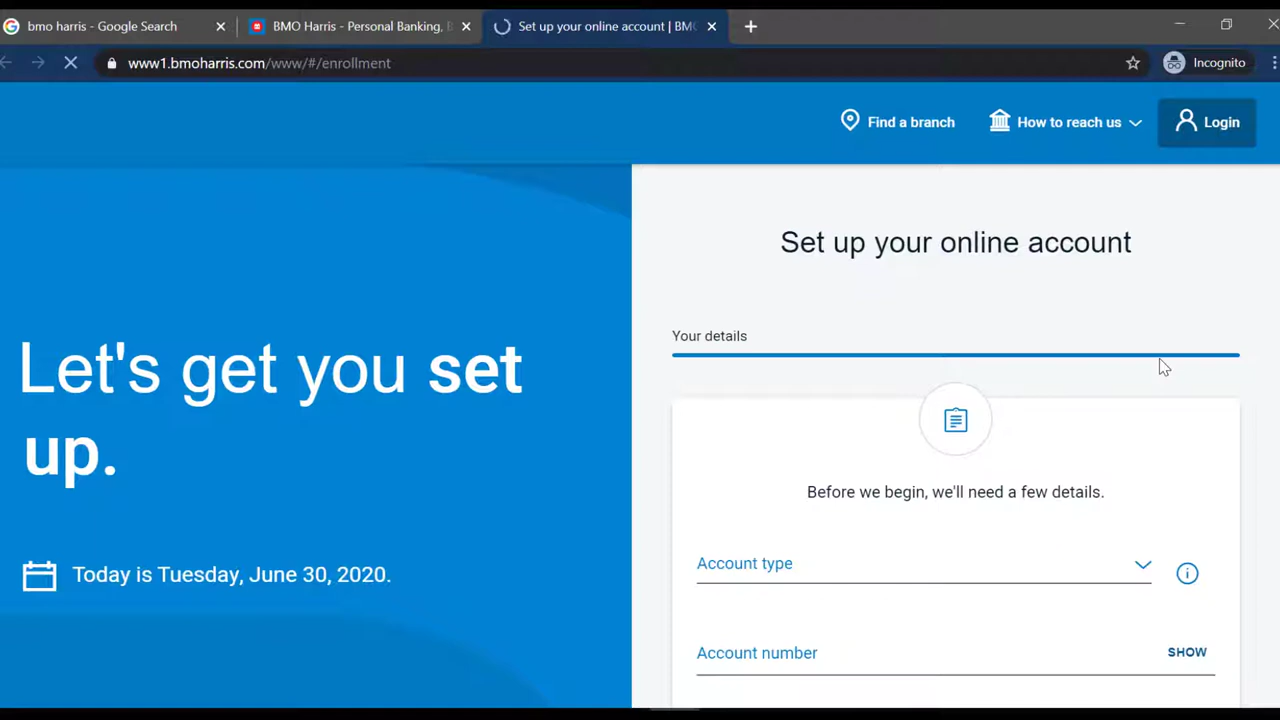 bmo harris - Google Search
BMO Harris - Personal Banking, B
Set up your online account | BMO
www1.bmoharris.com/www/#/enrollment
Incognito
Find a branch
How to reach us
Login
Set up your online account
Your details
Let's get you set
up.
Before we begin, we'll need a few details.
Account type
Today is Tuesday, June 30, 2020.
Account number
SHOW